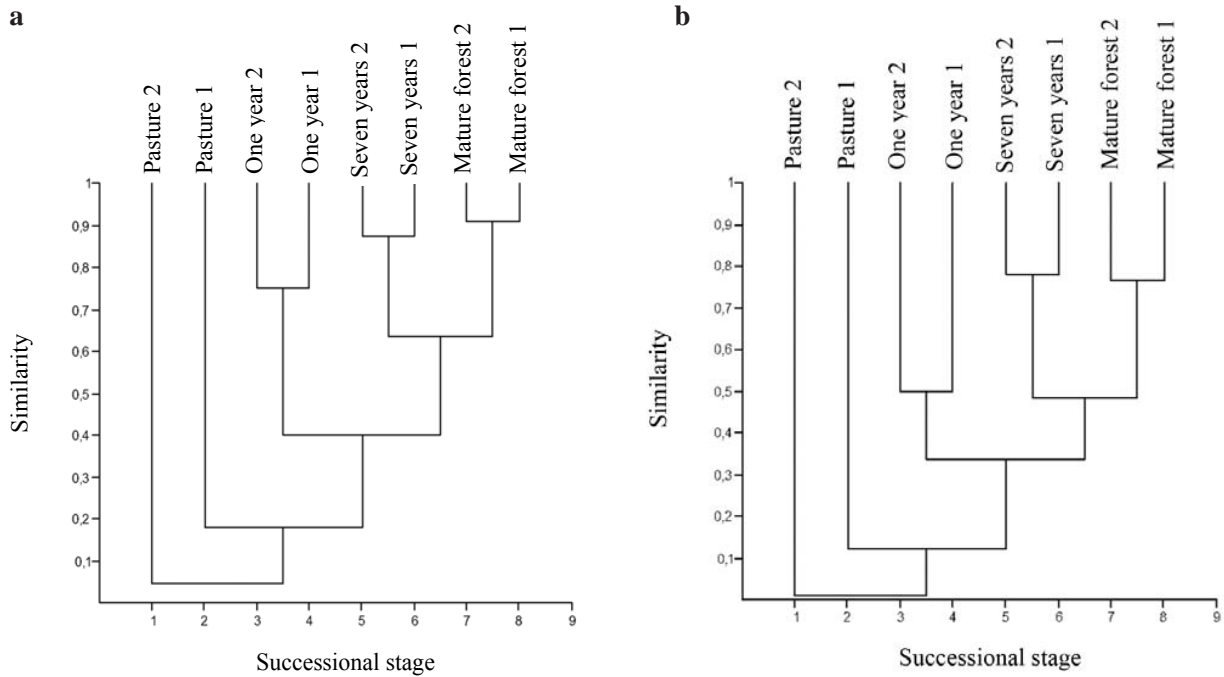 a
Pasture 2
Pasture 1
One year 2
One year 1
Seven years 2
Seven years 1
Mature forest 2
Mature forest 1
1
0,9
0,8
0,7
0,6
0,5
0,4
0,3
0,2
0,1
Similarity
1 2 3 4 5 6 7 8 9
Successional stage
b
Pasture 2
Pasture 1
One year 2
One year 1
Seven years 2
Seven years 1
Mature forest 2
Mature forest 1
1
0,9
0,8
0,7
0,6
0,5
0,4
0,3
0,2
0,1
Similarity
1 2 3 4 5 6 7 8 9
Successional stage